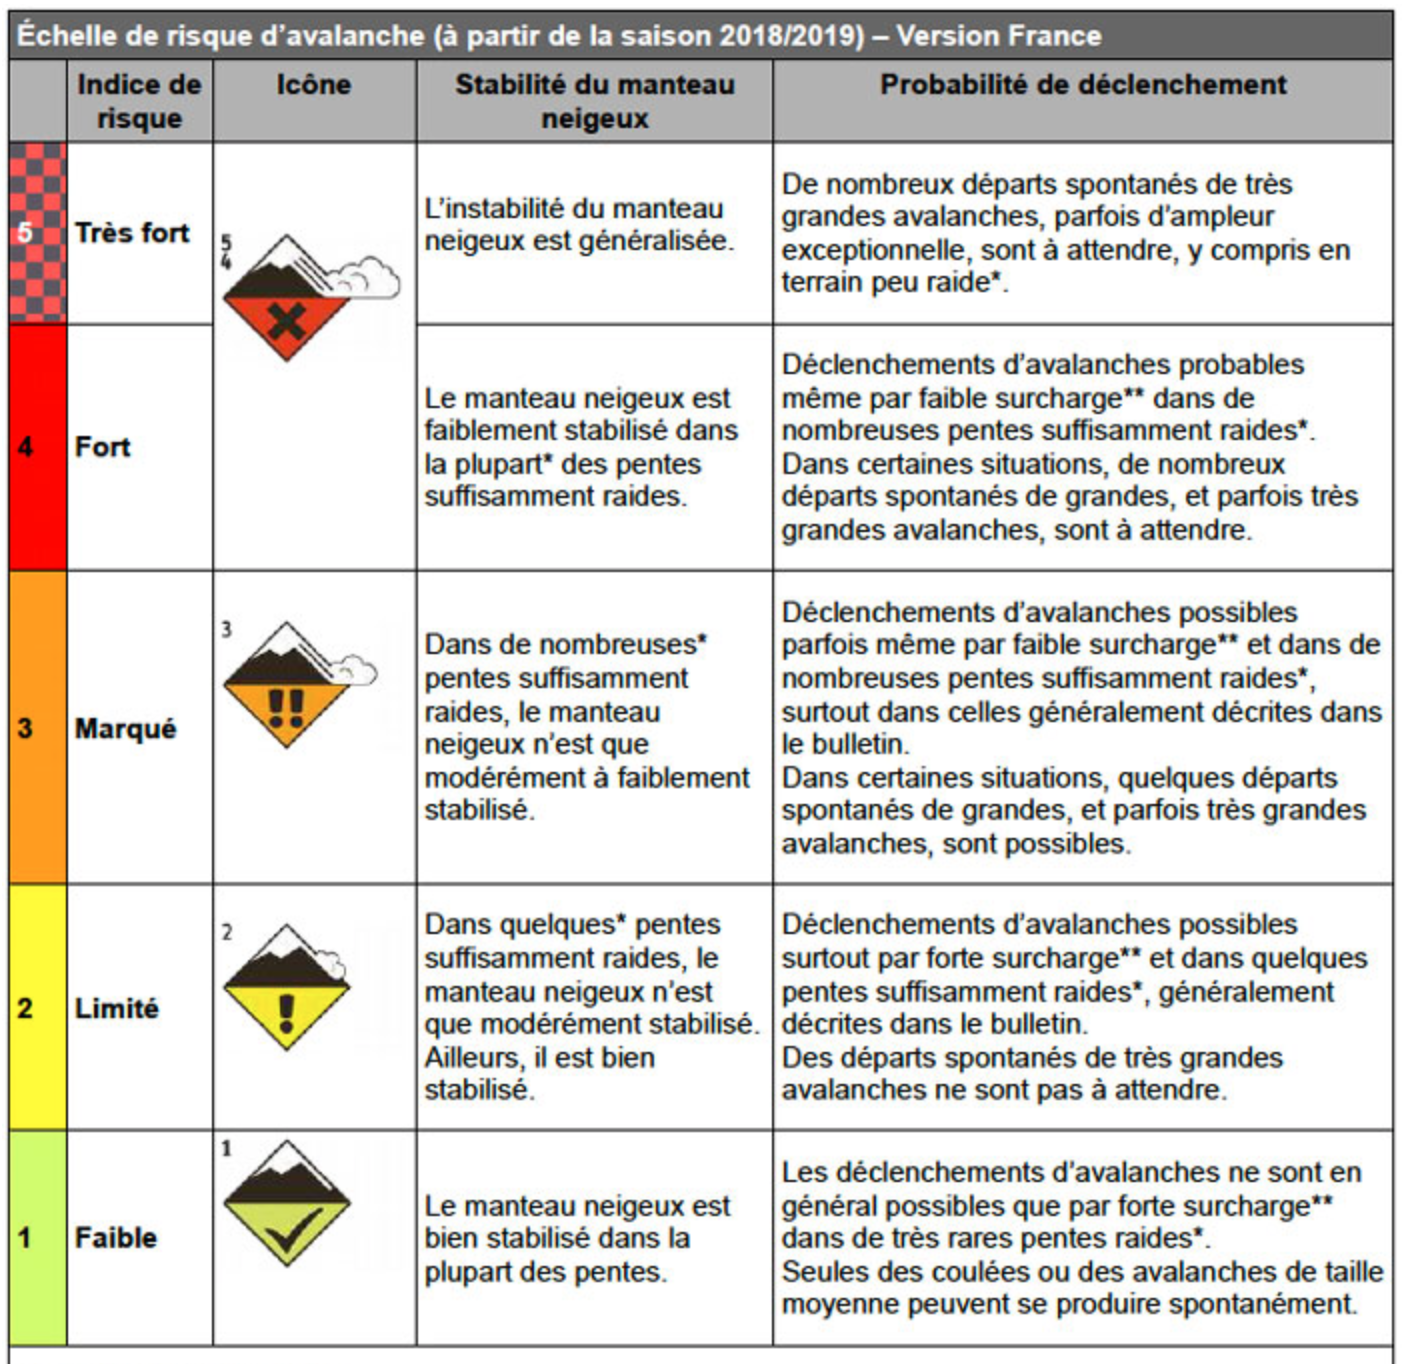 Échelle de risque d’avalanche (à partir de la saison 2018/2019) – Version France
Indice de
risque
Icône
Stabilité du manteau
neigeux
Probabilité de déclenchement
5
Très fort
5
4
L’instabilité du manteau
neigeux est généralisée.
De nombreux départs spontanés de très
grandes avalanches, parfois d’ampleur
exceptionnelle, sont à attendre, y compris en
terrain peu raide*.
4
Fort
Le manteau neigeux est
faiblement stabilisé dans
la plupart* des pentes
suffisamment raides.
Déclenchements d’avalanches probables
même par faible surcharge** dans de
nombreuses pentes suffisamment raides*.
Dans certaines situations, de nombreux
départs spontanés de grandes, et parfois très
grandes avalanches, sont à attendre.
3
Marqué
3
!!
Dans de nombreuses*
pentes suffisamment
raides, le manteau
neigeux n’est que
modérément à faiblement
stabilisé.
Déclenchements d’avalanches possibles
parfois même par faible surcharge** et dans de
nombreuses pentes suffisamment raides*,
surtout dans celles généralement décrites dans
le bulletin.
Dans certaines situations, quelques départs
spontanés de grandes, et parfois très grandes
avalanches, sont possibles.
2
Limité
2
!
Dans quelques* pentes
suffisamment raides, le
manteau neigeux n’est
que modérément stabilisé.
Ailleurs, il est bien
stabilisé.
Déclenchements d’avalanches possibles
surtout par forte surcharge** et dans quelques
pentes suffisamment raides*, généralement
décrites dans le bulletin.
Des départs spontanés de très grandes
avalanches ne sont pas à attendre.
1
Faible
1
Le manteau neigeux est
bien stabilisé dans la
plupart des pentes.
Les déclenchements d’avalanches ne sont en
général possibles que par forte surcharge**
dans de très rares pentes raides*.
Seules des coulées ou des avalanches de taille
moyenne peuvent se produire spontanément.